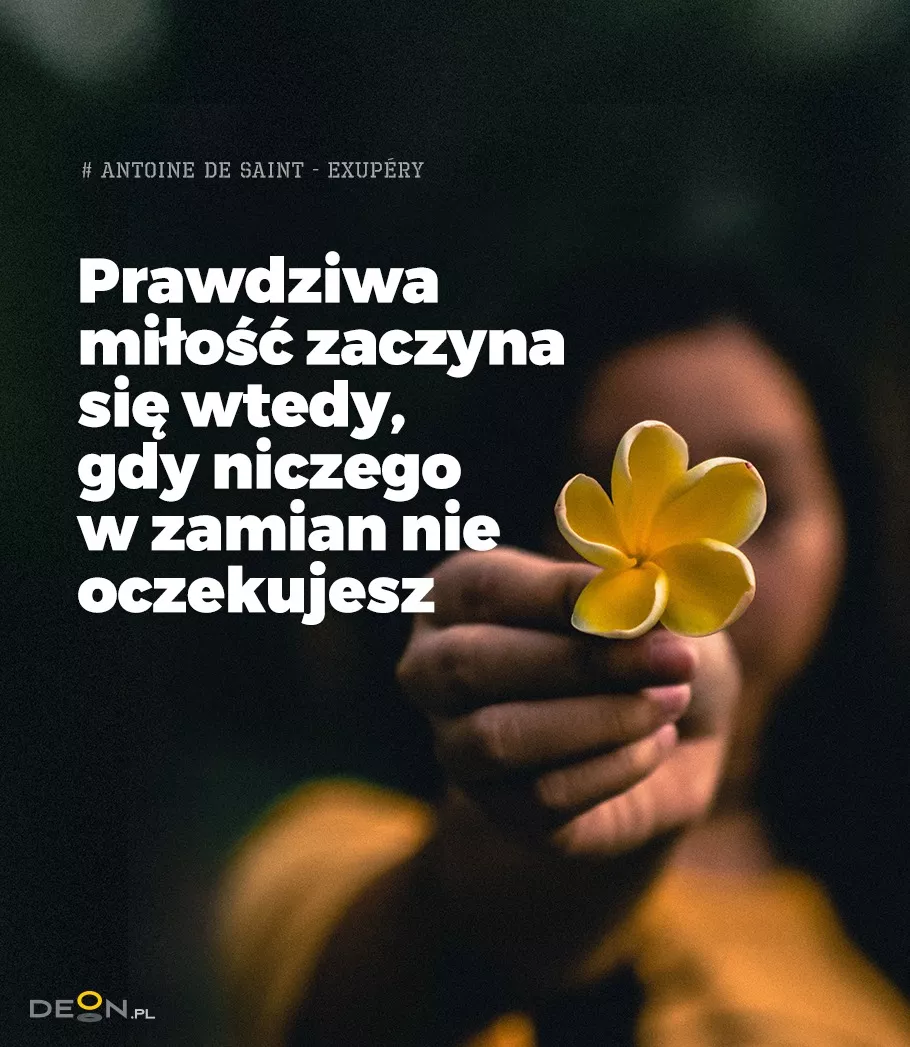 # ANTOINE DE SAINT - EXUPÉRY
Prawdziwa
miłość zaczyna
się wtedy,
gdy niczego
w zamian nie
oczekujesz
DEON.PL